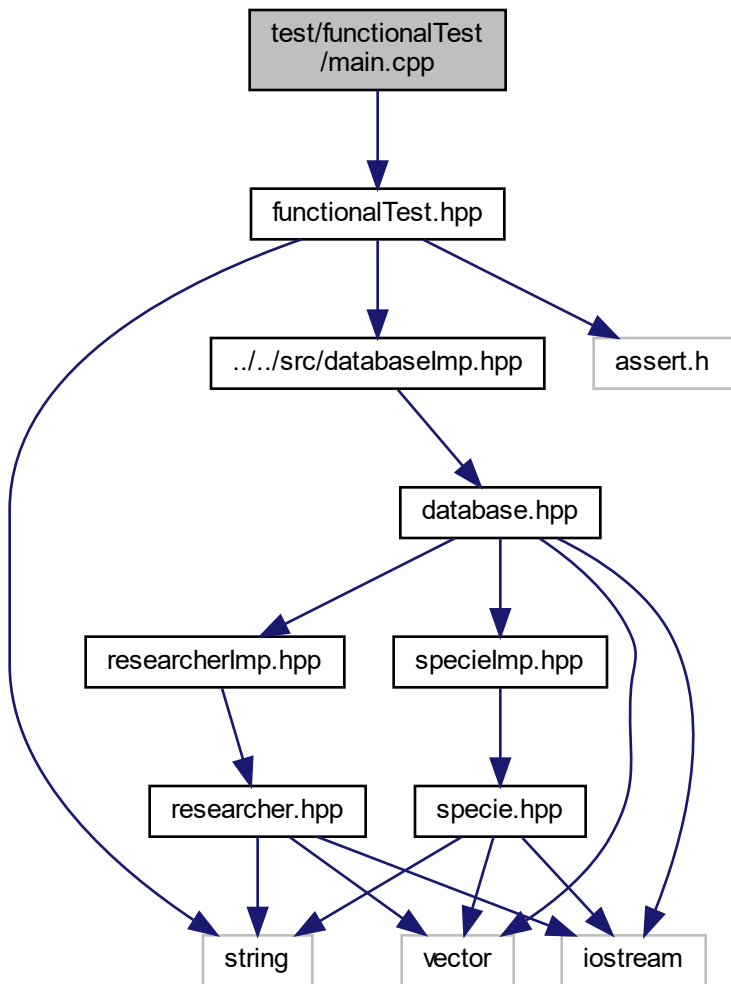 test/functionalTest
/main.cpp
functionalTest.hpp
../../src/databaseImp.hpp
assert.h
database.hpp
researcherImp.hpp
specieImp.hpp
researcher.hpp
specie.hpp
string
vector
iostream